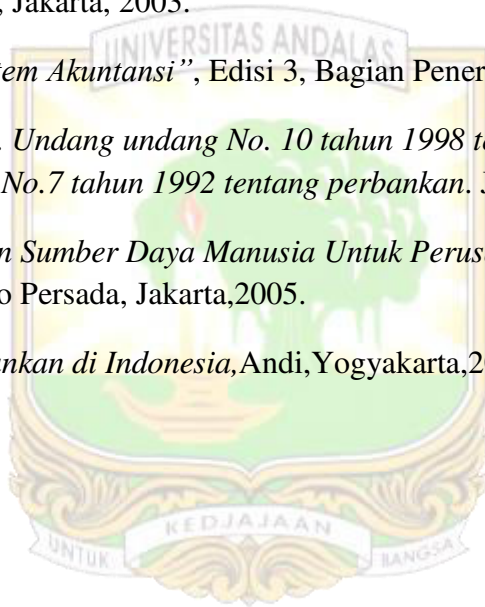 , Jakarta, 2003.
UNIVERSITAS ANDALAS
tem Akuntansi”, Edisi 3, Bagian Pener
. Undang undang No. 10 tahun 1998 te
No.7 tahun 1992 tentang perbankan. J
n Sumber Daya Manusia Untuk Perus
o Persada, Jakarta,2005.
nkan di Indonesia,Andi,Yogyakarta,2
KEDJAJAAN
UNTUK BANGSA